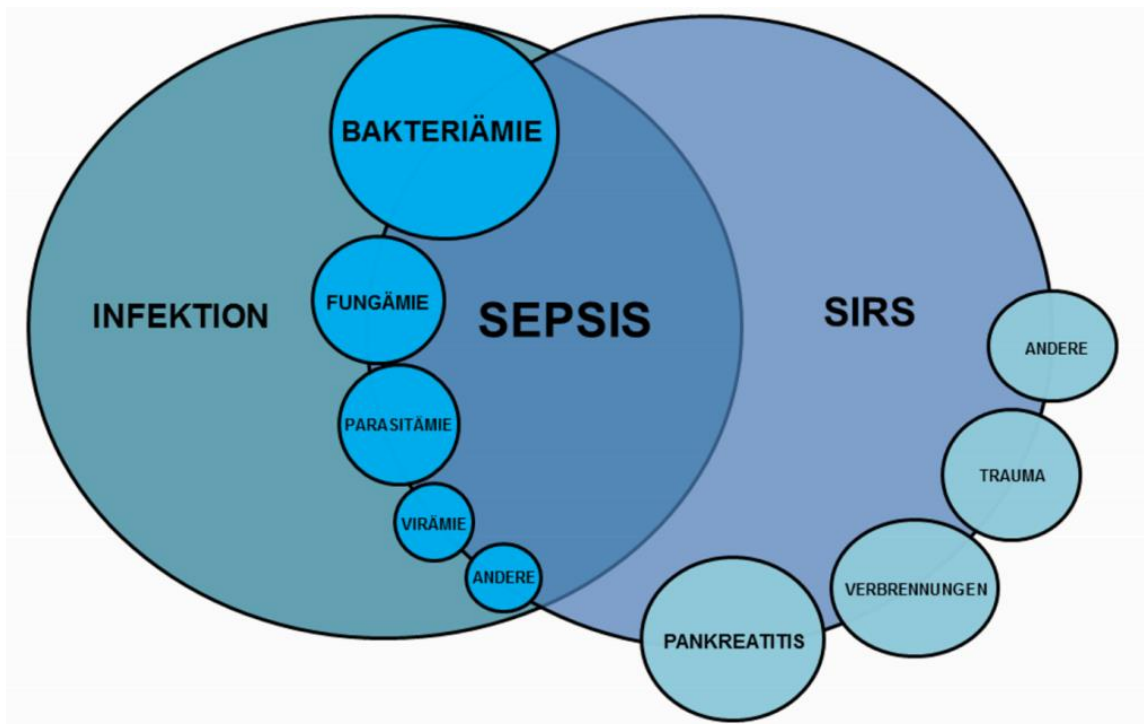 BAKTERIÄMIE
FUNGÄMIE
INFEKTION
SEPSIS
SIRS
ANDERE
PARASITÄMIE
TRAUMA
VIRÄMIE
ANDERE
VERBRENNUNGEN
PANKREATITIS